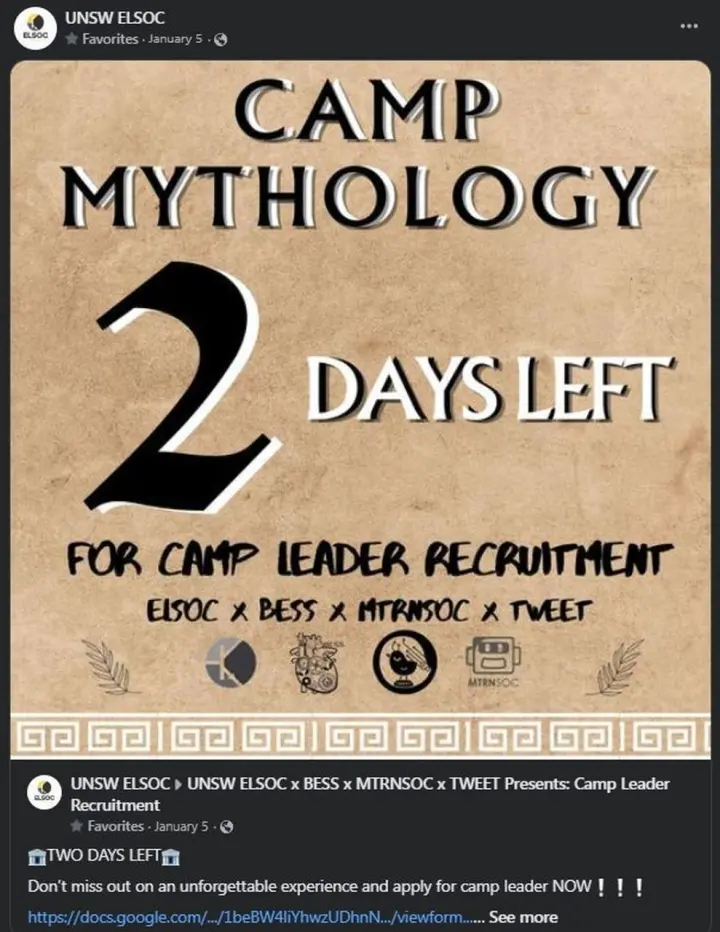 UNSW ELSOC
Favorites · January 5 ·
CAMP
MYTHOLOGY
2 DAYS LEFT
FOR CAMP LEADER RECRUITMENT
ELSOC X BESS X MTRNSOC X TWEET
MTRNSOC
UNSW ELSOC ▸ UNSW ELSOC x BESS x MTRNSOC x TWEET Presents: Camp Leader
Recruitment
Favorites · January 5 ·
🏛️TWO DAYS LEFT🏛️
Don't miss out on an unforgettable experience and apply for camp leader NOW❗❗❗
https://docs.google.com/.../1beBW4liYhwzUDhnN.../viewform...... See more